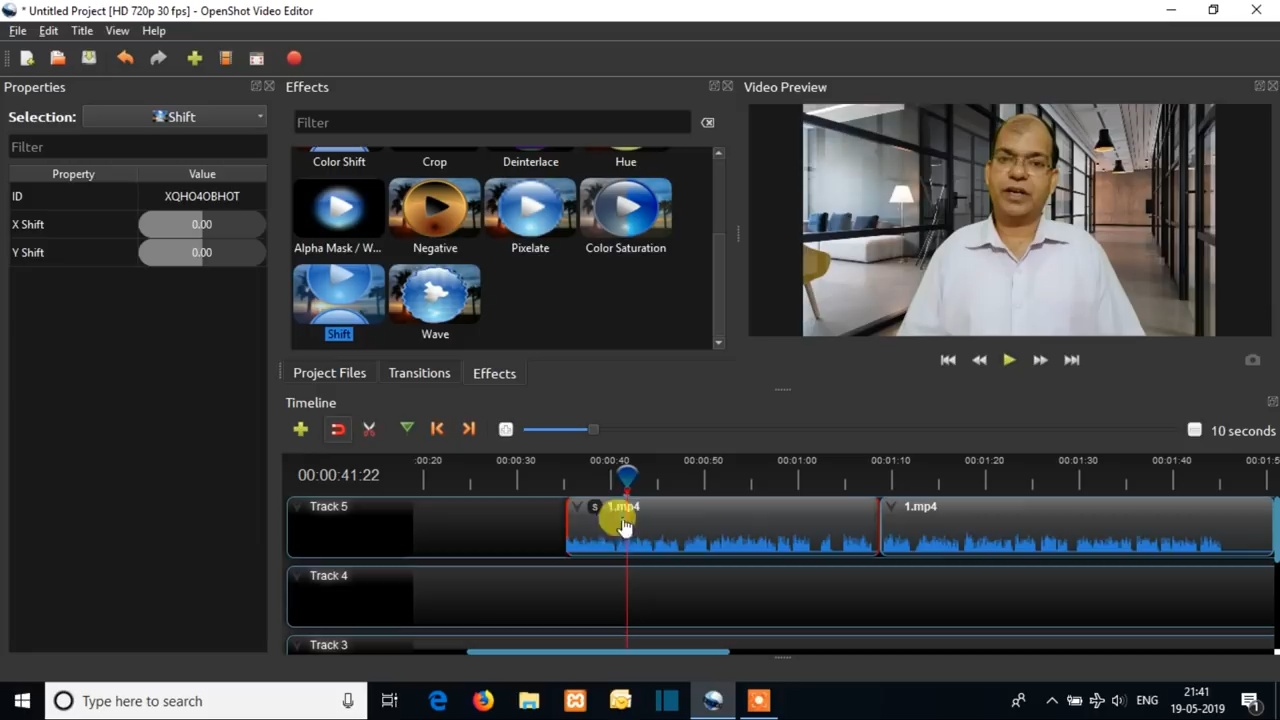 * Untitled Project [HD 720p 30 fps] - OpenShot Video Editor
File Edit Title View Help
Properties
Effects
Video Preview
Selection: Shift
Filter
Filter
Property Value
ID XQHO4OBHOT
X Shift 0.00
Y Shift 0.00
Color Shift Crop Deinterlace Hue
Alpha Mask / W... Negative Pixelate Color Saturation
Shift Wave
Project Files Transitions Effects
Timeline
10 seconds
00:00:41:22
:00:20 00:00:30 00:00:40 00:00:50 00:01:00 00:01:10 00:01:20 00:01:30 00:01:40 00:01:5
Track 5
s 1.mp4
1.mp4
Track 4
Track 3
Type here to search
ENG
21:41
19-05-2019
1